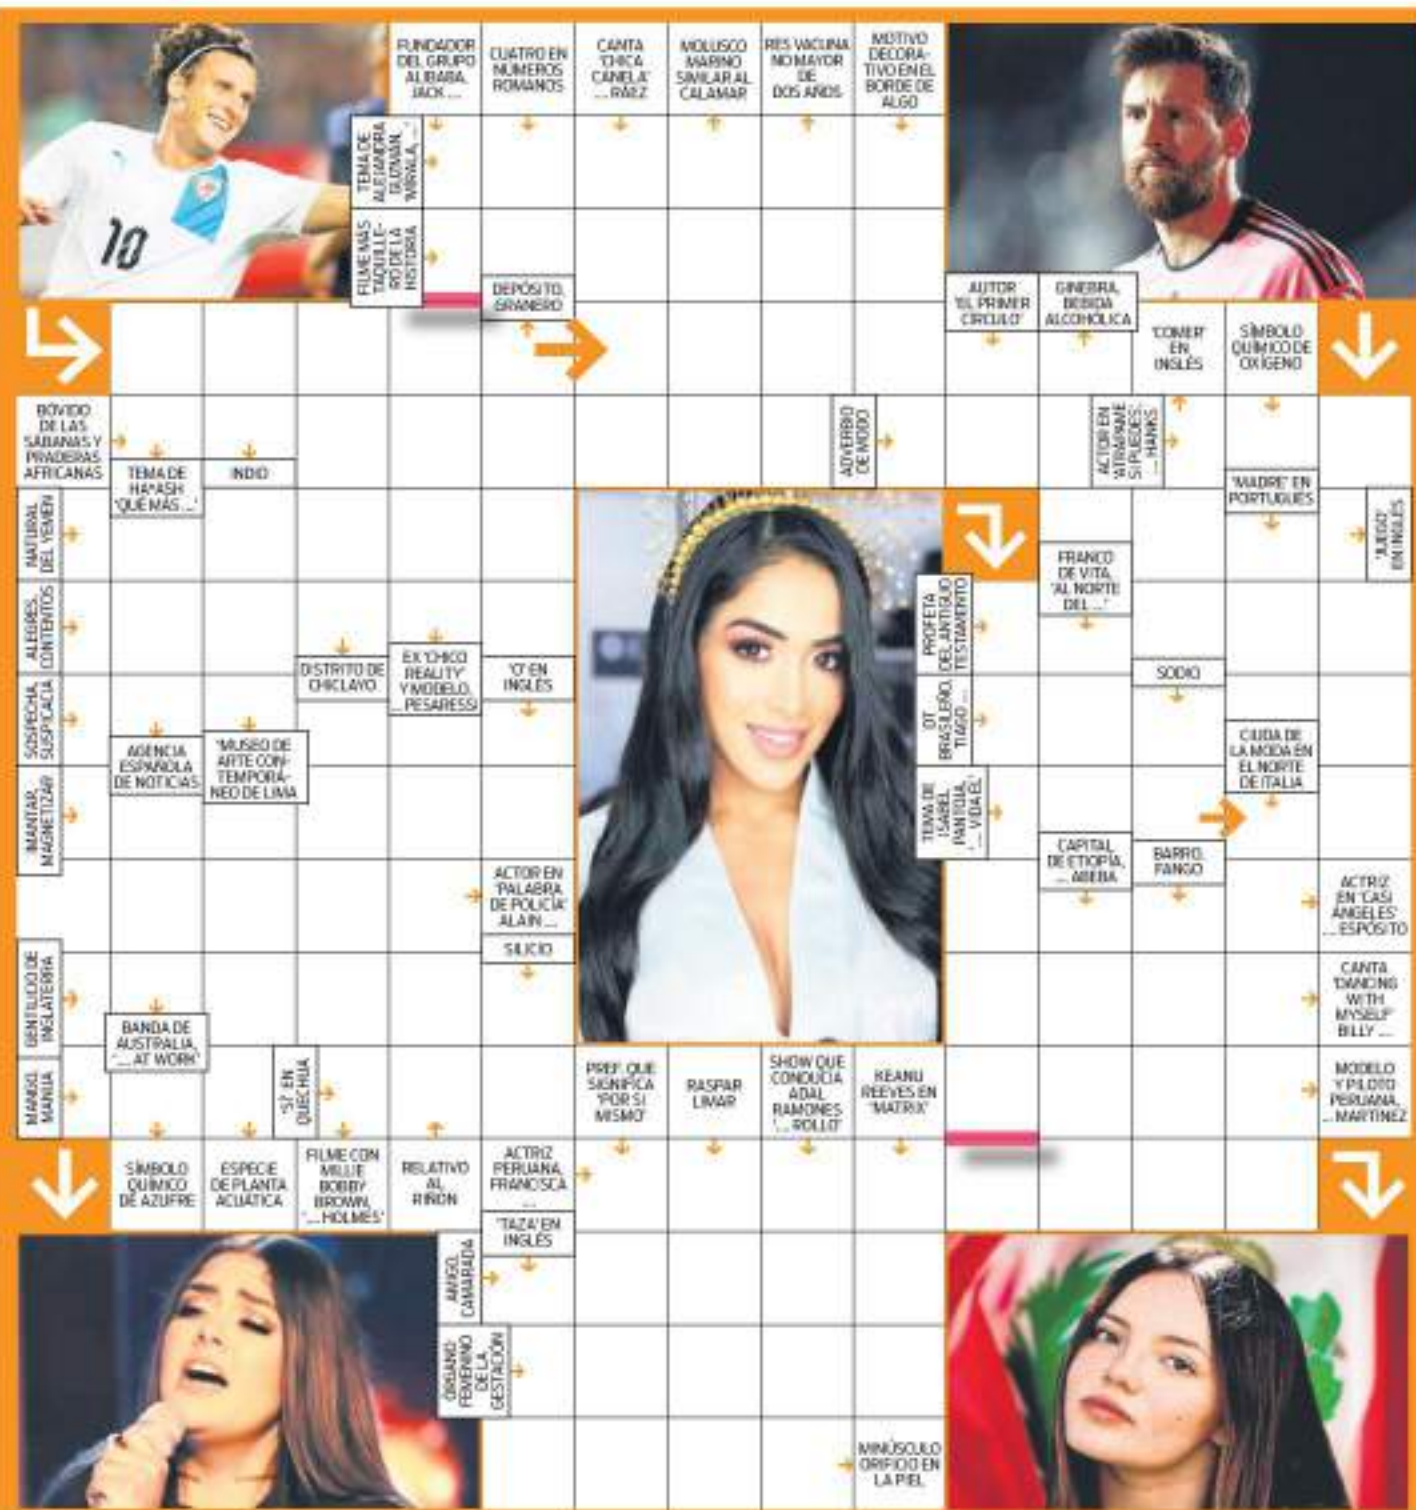 FUNDADOR
DEL GRUPO
ALIBABA,
JACK ...
CUATRO EN
NÚMEROS
ROMANOS
CANTA
'CHICA
CANELA'
... RÁEZ
MOLUSCO
MARINO
SIMILAR AL
CALAMAR
RES VACUNA
NO MAYOR
DE
DOS AÑOS
MOTIVO
DECORA-
TIVO EN EL
BORDE DE
ALGO
10
TEMA DE
ALEJANDRA
GUZMÁN,
'MÍRALA, ...'
FILME MÁS
TAQUILLE-
RO DE LA
HISTORIA
DEPÓSITO,
GRANERO
AUTOR
'EL PRIMER
CÍRCULO'
GINEBRA,
BEBIDA
ALCOHÓLICA
'COMER'
EN
INGLÉS
SÍMBOLO
QUÍMICO DE
OXÍGENO
BÓVIDO
DE LAS
SABANAS Y
PRADERAS
AFRICANAS
TEMA DE
HA*ASH
'QUÉ MÁS ...'
INDIO
ADVERBIO
DE MODO
ACTOR EN
'ATRÁPAME
SI PUEDES',
... HANKS
'MADRE' EN
PORTUGUÉS
NATURAL
DEL YEMEN
'JUEGO'
EN INGLÉS
FRANCO
DE VITA,
'AL NORTE
DEL ...'
ALEGRES,
CONTENTOS
DISTRITO DE
CHICLAYO
EX 'CHICO
REALITY'
Y MODELO,
... PESARESSI
'O' EN
INGLÉS
PROFETA
DEL ANTIGUO
TESTAMENTO
SODIO
SOSPECHA,
SUSPICACIA
AGENCIA
ESPAÑOLA
DE NOTICIAS
'MUSEO DE
ARTE CON-
TEMPORÁ-
NEO DE LIMA
DT
BRASILEÑO,
TIAGO ...
CIUDA DE
LA MODA EN
EL NORTE
DE ITALIA
IMANTAR,
MAGNETIZAR
TEMA DE
ISABEL
PANTOJA,
'... VIDA EL'
CAPITAL
DE ETIOPÍA,
... ABEBA
BARRO,
FANGO
ACTOR EN
'PALABRA
DE POLICÍA'
ALAIN ...
SILICIO
ACTRIZ
EN 'CASI
ÁNGELES'
... ESPÓSITO
GENTILICIO DE
INGLATERRA
BANDA DE
AUSTRALIA,
'... AT WORK'
CANTA
'DANCING
WITH
MYSELF'
BILLY ...
MANGO,
MANIJA
'SÍ' EN
QUECHUA
PREF. QUE
SIGNIFICA
'POR SI
MISMO'
RASPAR
LIMAR
SHOW QUE
CONDUCÍA
ADAL
RAMONES
'... ROLLO'
KEANU
REEVES EN
'MATRIX'
MODELO
Y PILOTO
PERUANA,
... MARTÍNEZ
SÍMBOLO
QUÍMICO
DE AZUFRE
ESPECIE
DE PLANTA
ACUÁTICA
FILME CON
MILLIE
BOBBY
BROWN,
'... HOLMES'
RELATIVO
AL
RIÑÓN
ACTRIZ
PERUANA,
FRANCISCA
...
'TAZA' EN
INGLÉS
AMIGO,
CAMARADA
ÓRGANO
FEMENINO
DE LA
GESTACIÓN
MINÚSCULO
ORIFICIO EN
LA PIEL